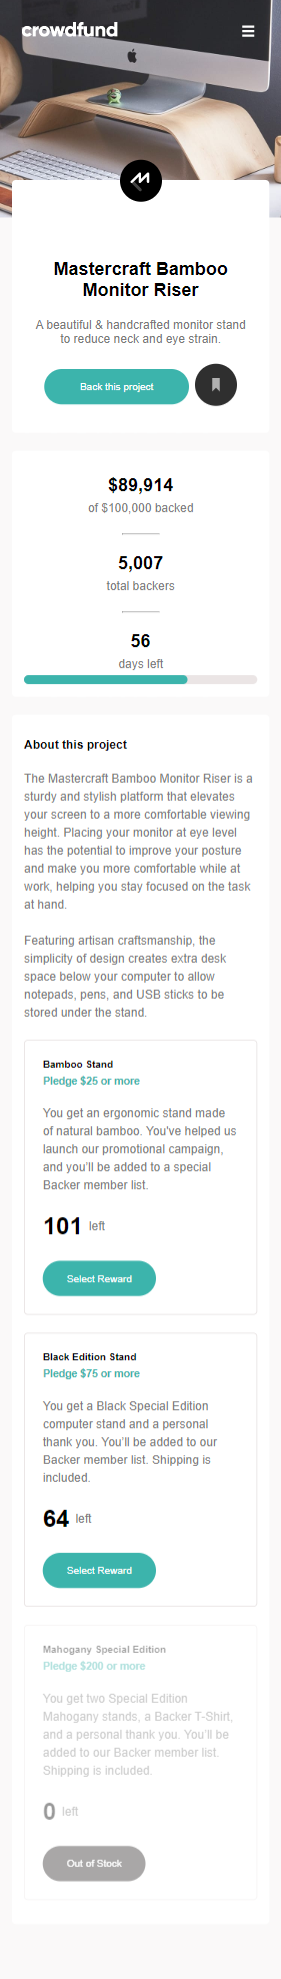 crowdfund
Mastercraft Bamboo
Monitor Riser
A beautiful & handcrafted monitor stand
to reduce neck and eye strain.
Back this project
$89,914
of $100,000 backed
5,007
total backers
56
days left
About this project
The Mastercraft Bamboo Monitor Riser is a
sturdy and stylish platform that elevates
your screen to a more comfortable viewing
height. Placing your monitor at eye level
has the potential to improve your posture
and make you more comfortable while at
work, helping you stay focused on the task
at hand.
Featuring artisan craftsmanship, the
simplicity of design creates extra desk
space below your computer to allow
notepads, pens, and USB sticks to be
stored under the stand.
Bamboo Stand
Pledge $25 or more
You get an ergonomic stand made
of natural bamboo. You've helped us
launch our promotional campaign,
and you'll be added to a special
Backer member list.
101 left
Select Reward
Black Edition Stand
Pledge $75 or more
You get a Black Special Edition
computer stand and a personal
thank you. You'll be added to our
Backer member list. Shipping is
included.
64 left
Select Reward
Mahogany Special Edition
Pledge $200 or more
You get two Special Edition
Mahogany stands, a Backer T-Shirt,
and a personal thank you. You'll be
added to our Backer member list.
Shipping is included.
0 left
Out of Stock